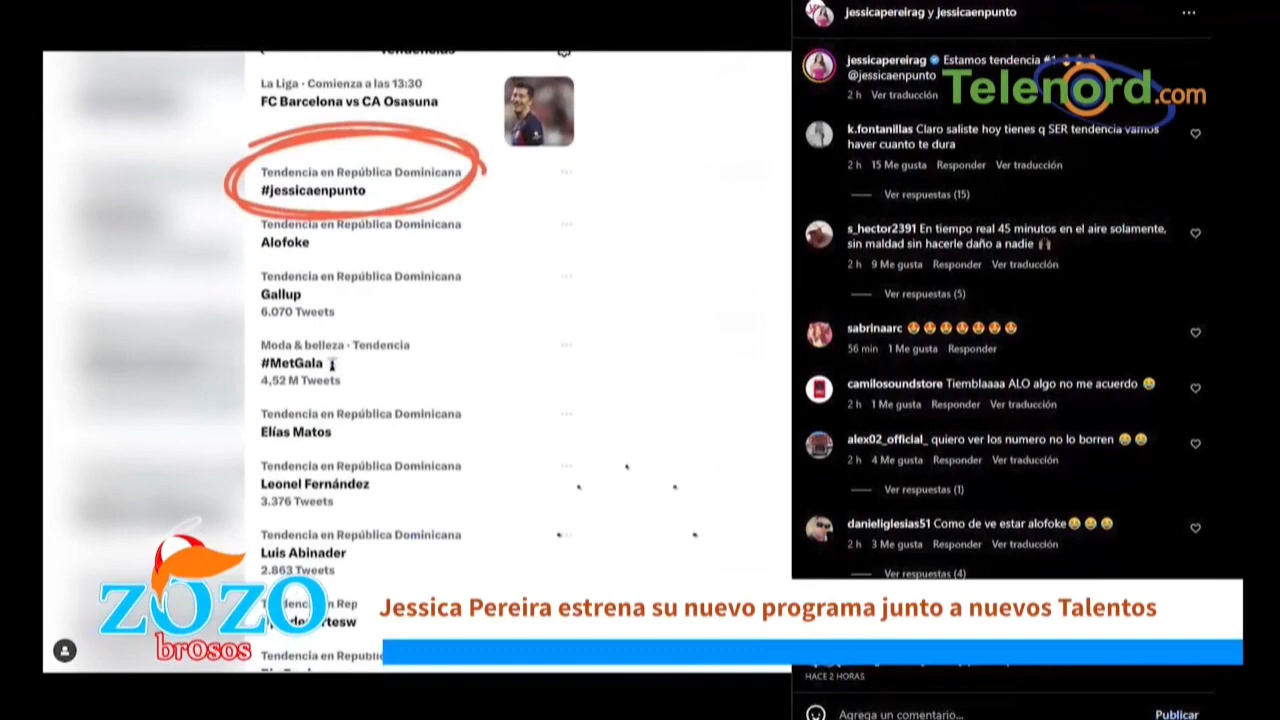 Tendencias
La Liga · Comienza a las 13:30
FC Barcelona vs CA Osasuna
Tendencia en República Dominicana
#jessicaenpunto
Tendencia en República Dominicana
Alofoke
Tendencia en República Dominicana
Gallup
6.070 Tweets
Moda & belleza · Tendencia
#MetGala
4,52 M Tweets
Tendencia en República Dominicana
Elías Matos
Tendencia en República Dominicana
Leonel Fernández
3.376 Tweets
Tendencia en República Dominicana
Luis Abinader
2.863 Tweets
Tendencia en Repúbli
jessicapereirag y jessicaenpunto
jessicapereirag Estamos tendencia #1
@jessicaenpunto
2 h Ver traducción
Telenord.com
k.fontanillas Claro saliste hoy tienes q SER tendencia vamos
haver cuanto te dura
2 h 15 Me gusta Responder Ver traducción
Ver respuestas (15)
s_hector2391 En tiempo real 45 minutos en el aire solamente,
sin maldad sin hacerle daño a nadie 🙌🏾
2 h 9 Me gusta Responder Ver traducción
Ver respuestas (5)
sabrinaarc 😍😍😍😍😍😍😍
56 min 1 Me gusta Responder
camilosoundstore Tiemblaaaa ALO algo no me acuerdo 😂
2 h 1 Me gusta Responder Ver traducción
alex02_official_ quiero ver los numero no lo borren 😂😂
2 h 4 Me gusta Responder Ver traducción
Ver respuestas (1)
danieliglesias51 Como de ve estar alofoke😂😂😂
2 h 3 Me gusta Responder Ver traducción
Ver respuestas (4)
HACE 2 HORAS
Agrega un comentario...
Publicar
ZOZO
brOsos
Jessica Pereira estrena su nuevo programa junto a nuevos Talentos